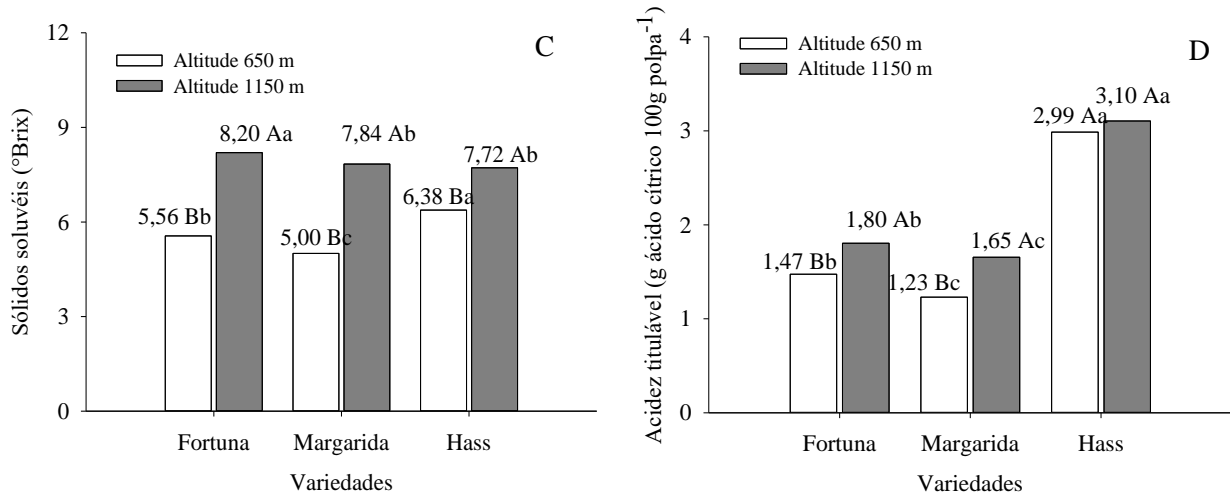 C
Altitude 650 m
Altitude 1150 m
Sólidos soluvéis (°Brix)
12
9
6
3
0
5,56 Bb
8,20 Aa
5,00 Bc
7,84 Ab
6,38 Ba
7,72 Ab
Fortuna Margarida Hass
Variedades
D
Altitude 650 m
Altitude 1150 m
Acidez titulável (g ácido cítrico 100g polpa-1)
4
3
2
1
0
1,47 Bb
1,80 Ab
1,23 Bc
1,65 Ac
2,99 Aa
3,10 Aa
Fortuna Margarida Hass
Variedades